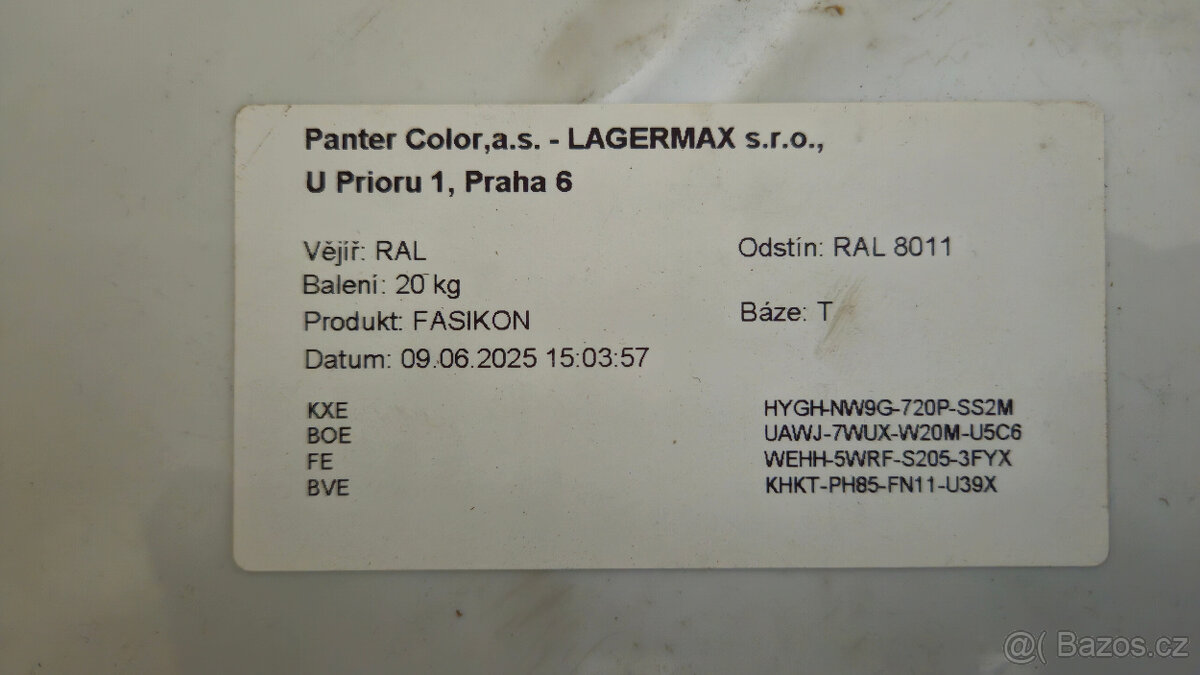 Panter Color,a.s. - LAGERMAX s.r.o.,
U Prioru 1, Praha 6
Vějíř: RAL Odstín: RAL 8011
Balení: 20 kg
Produkt: FASIKON Báze: T
Datum: 09.06.2025 15:03:57
KXE HYGH-NW9G-720P-SS2M
BOE UAWJ-7WUX-W20M-U5C6
FE WEHH-5WRF-S205-3FYX
BVE KHKT-PH85-FN11-U39X
@( Bazos.cz